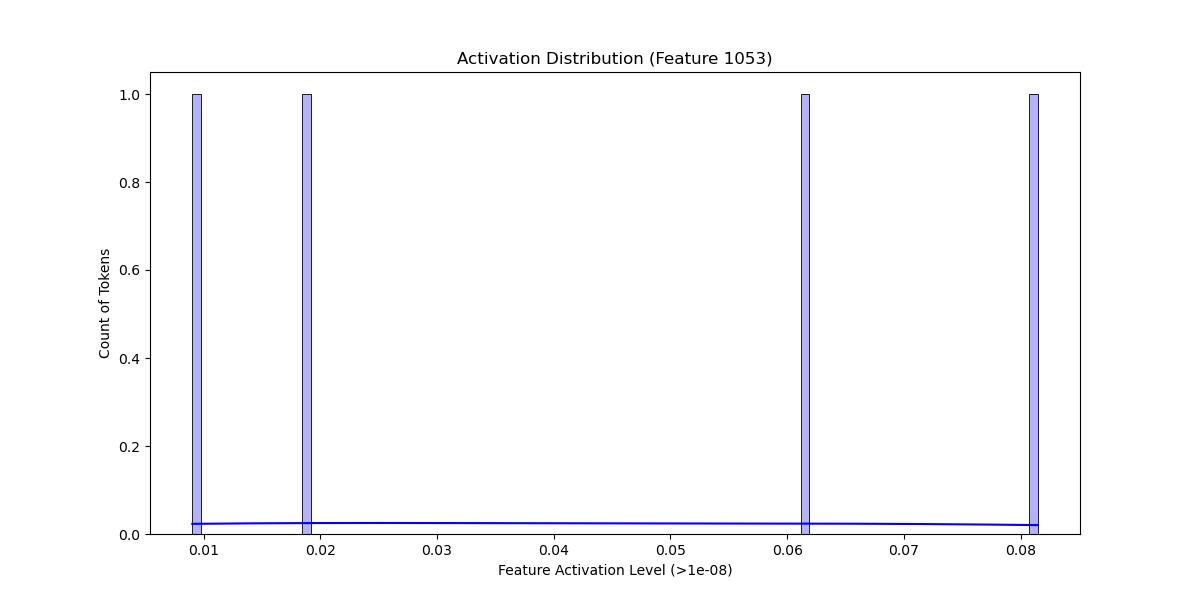 Activation Distribution (Feature 1053)
1.0
0.8
0.6
0.4
0.2
0.0
Count of Tokens
0.01 0.02 0.03 0.04 0.05 0.06 0.07 0.08
Feature Activation Level (>1e-08)